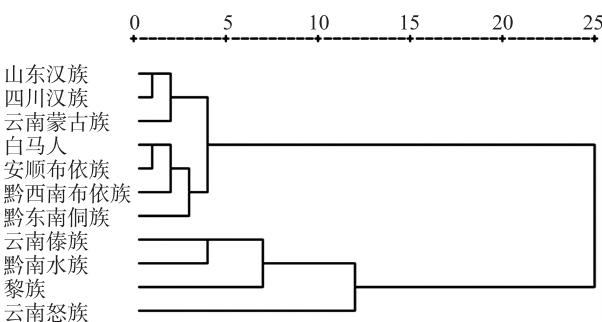 0 5 10 15 20 25
山东汉族
四川汉族
云南蒙古族
白马人
安顺布依族
黔西南布依族
黔东南侗族
云南傣族
黔南水族
黎族
云南怒族